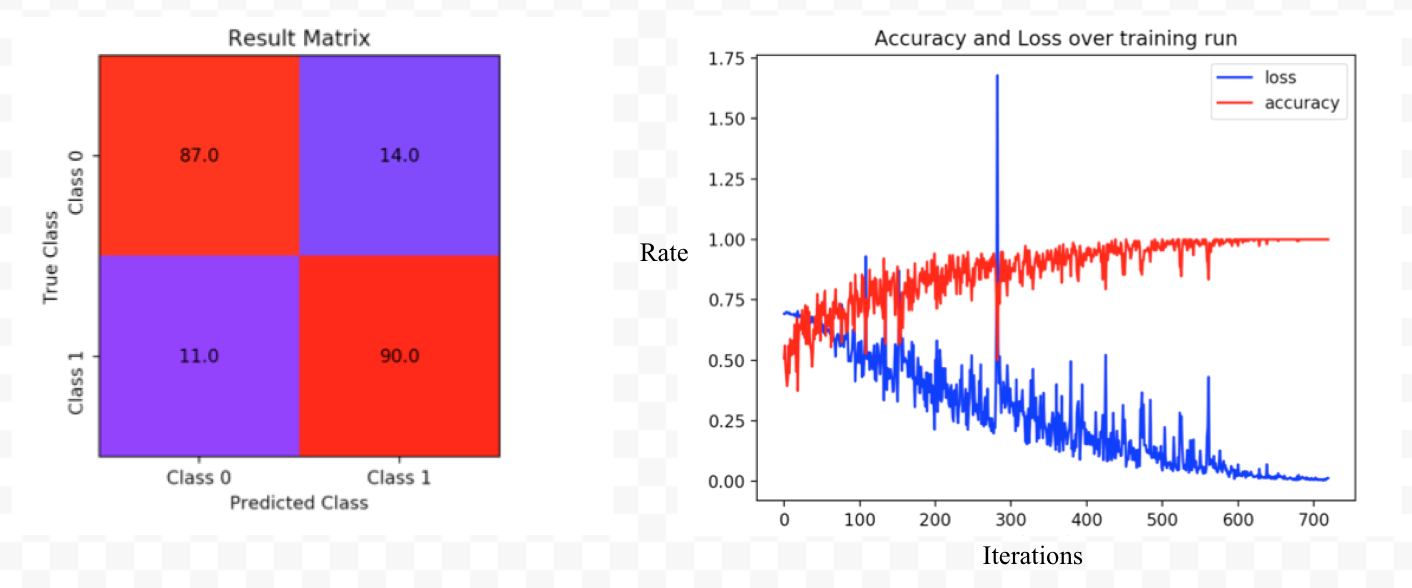 Result Matrix
True Class
Class 0
87.0
14.0
Class 1
11.0
90.0
Class 0
Class 1
Predicted Class
Accuracy and Loss over training run
Rate
1.75
1.50
1.25
1.00
0.75
0.50
0.25
0.00
loss
accuracy
0 100 200 300 400 500 600 700
Iterations